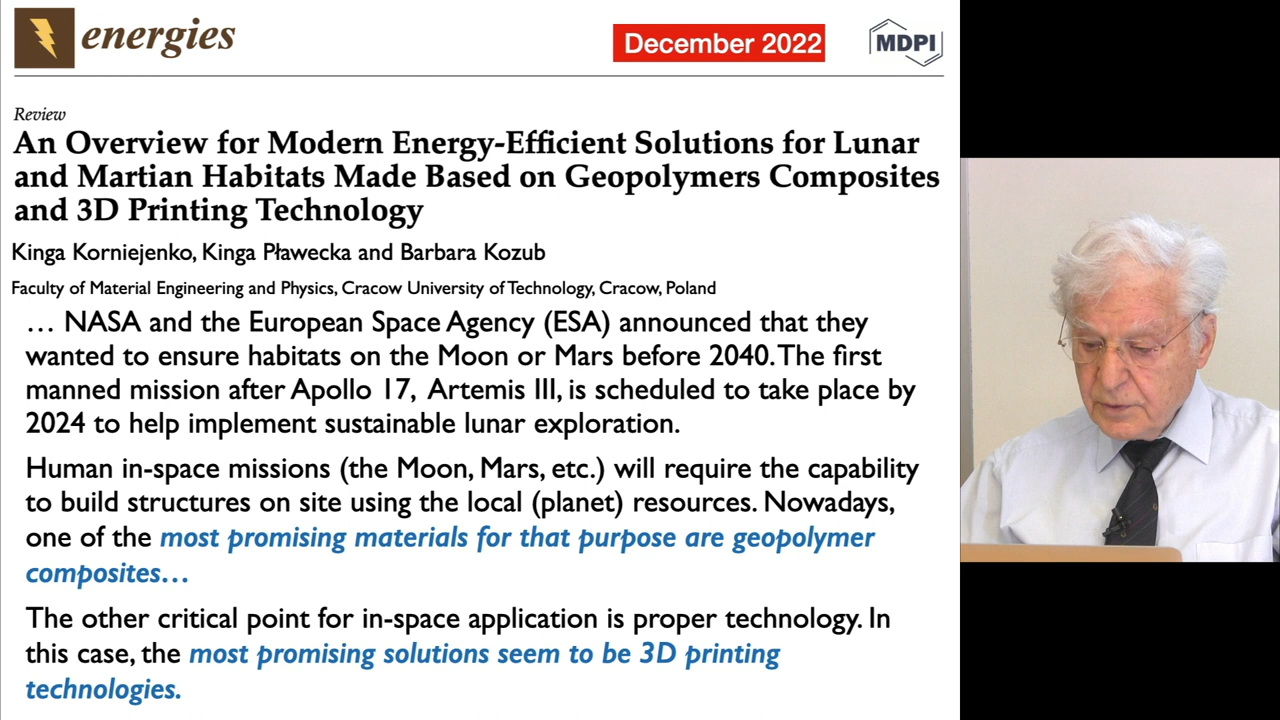 energies
December 2022
MDPI
Review
An Overview for Modern Energy-Efficient Solutions for Lunar
and Martian Habitats Made Based on Geopolymers Composites
and 3D Printing Technology
Kinga Korniejenko, Kinga Pławecka and Barbara Kozub
Faculty of Material Engineering and Physics, Cracow University of Technology, Cracow, Poland
… NASA and the European Space Agency (ESA) announced that they
wanted to ensure habitats on the Moon or Mars before 2040. The first
manned mission after Apollo 17, Artemis III, is scheduled to take place by
2024 to help implement sustainable lunar exploration.
Human in-space missions (the Moon, Mars, etc.) will require the capability
to build structures on site using the local (planet) resources. Nowadays,
one of the most promising materials for that purpose are geopolymer
composites…
The other critical point for in-space application is proper technology. In
this case, the most promising solutions seem to be 3D printing
technologies.